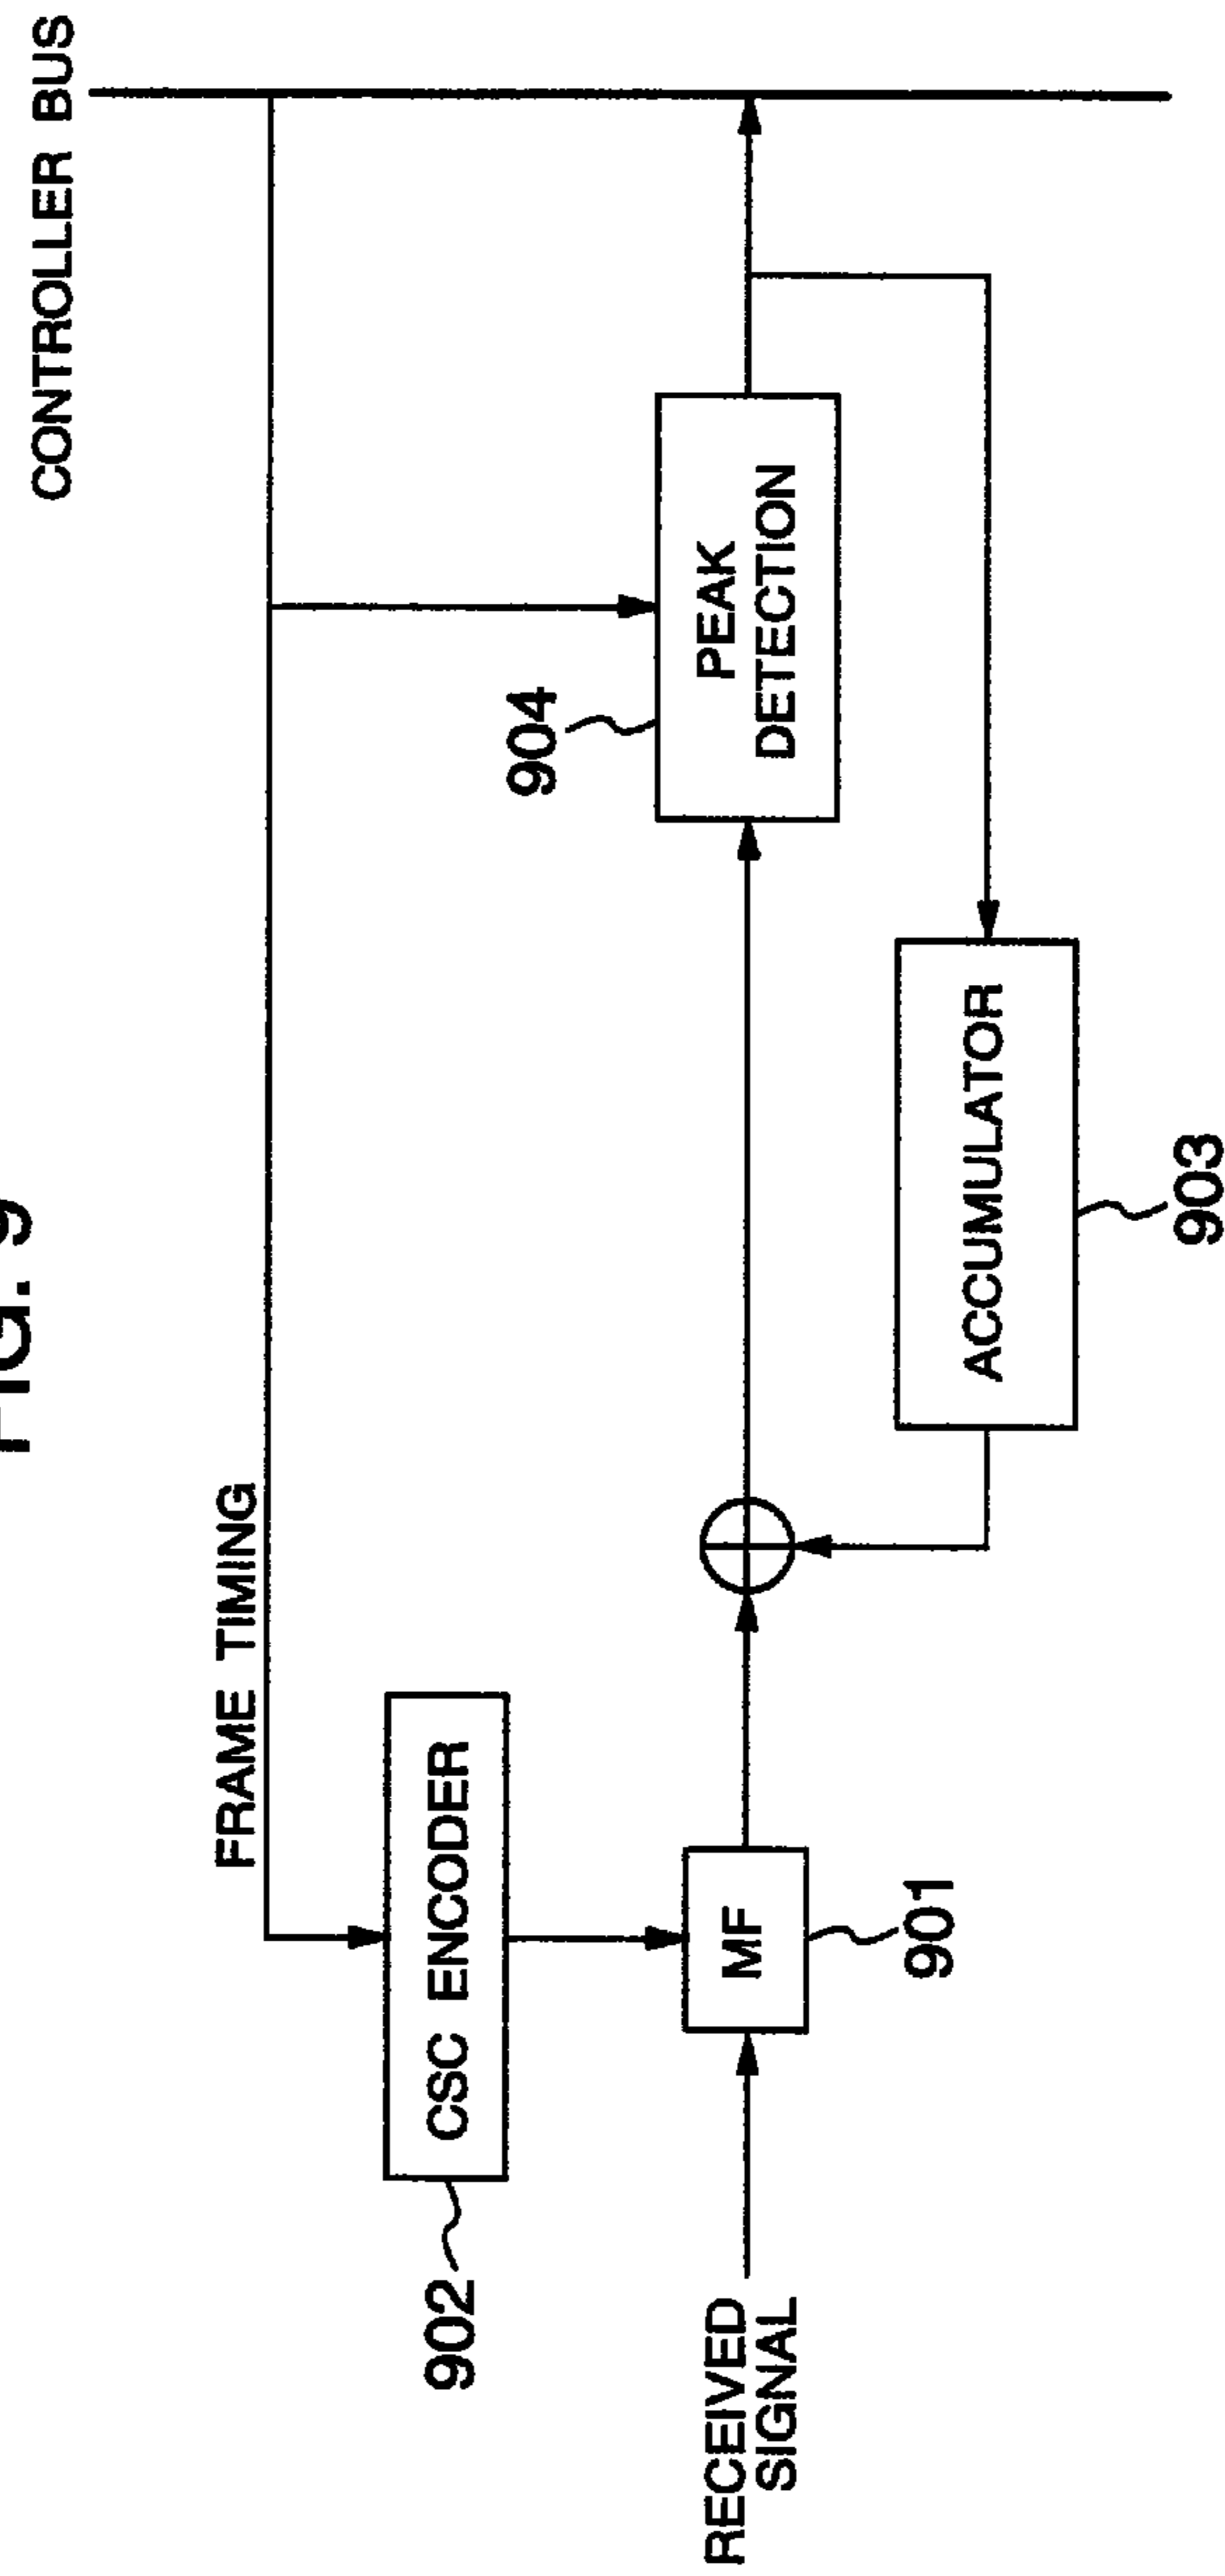 FIG. 9
CONTROLLER BUS
FRAME TIMING
902
CSC ENCODER
904
PEAK
DETECTION
RECEIVED
SIGNAL
MF
901
ACCUMULATOR
903